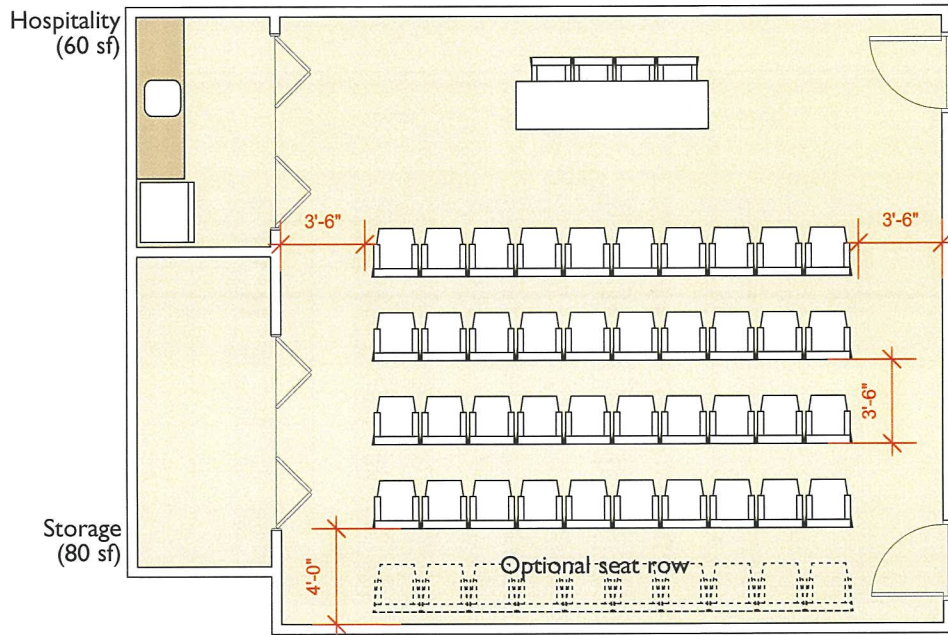 Hospitality
(60 sf)
3'-6"
3'-6"
3'-6"
Storage
(80 sf)
4'-0"
Optional seat row